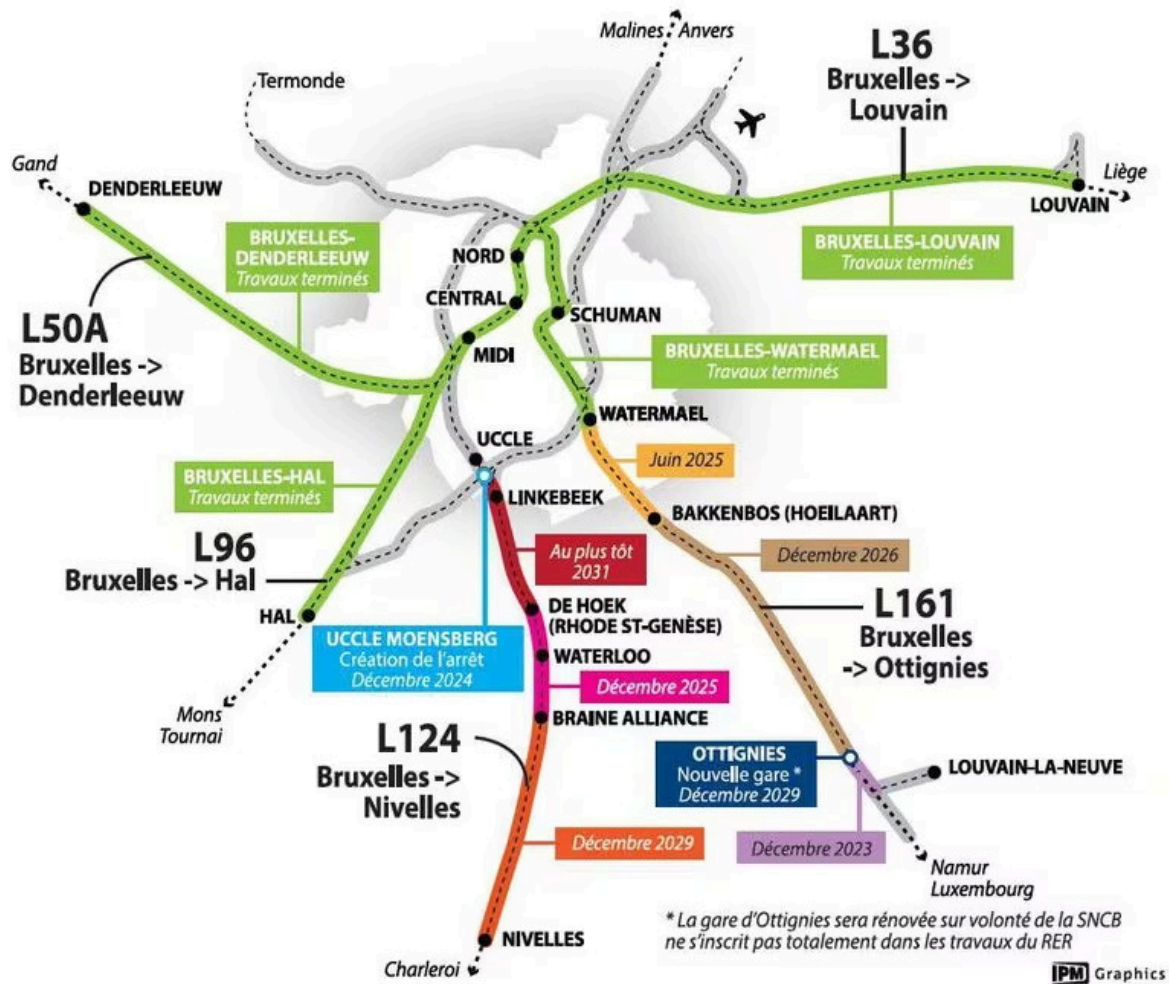 Malines
Anvers
L36
Bruxelles ->
Louvain
Termonde
Gand
DENDERLEEUW
Liège
LOUVAIN
BRUXELLES-
DENDERLEEUW
Travaux terminés
BRUXELLES-LOUVAIN
Travaux terminés
NORD
CENTRAL
SCHUMAN
MIDI
L50A
Bruxelles ->
Denderleeuw
BRUXELLES-WATERMAEL
Travaux terminés
WATERMAEL
UCCLE
Juin 2025
BRUXELLES-HAL
Travaux terminés
LINKEBEEK
BAKKENBOS (HOEILAART)
L96
Bruxelles -> Hal
Au plus tôt
2031
Décembre 2026
HAL
DE HOEK
(RHODE ST-GENÈSE)
L161
Bruxelles
-> Ottignies
UCCLE MOENSBERG
Création de l'arrêt
Décembre 2024
WATERLOO
Décembre 2025
Mons
Tournai
BRAINE ALLIANCE
L124
Bruxelles ->
Nivelles
OTTIGNIES
Nouvelle gare *
Décembre 2029
LOUVAIN-LA-NEUVE
Décembre 2029
Décembre 2023
Namur
Luxembourg
NIVELLES
Charleroi
* La gare d'Ottignies sera rénovée sur volonté de la SNCB
ne s'inscrit pas totalement dans les travaux du RER
IPM Graphics